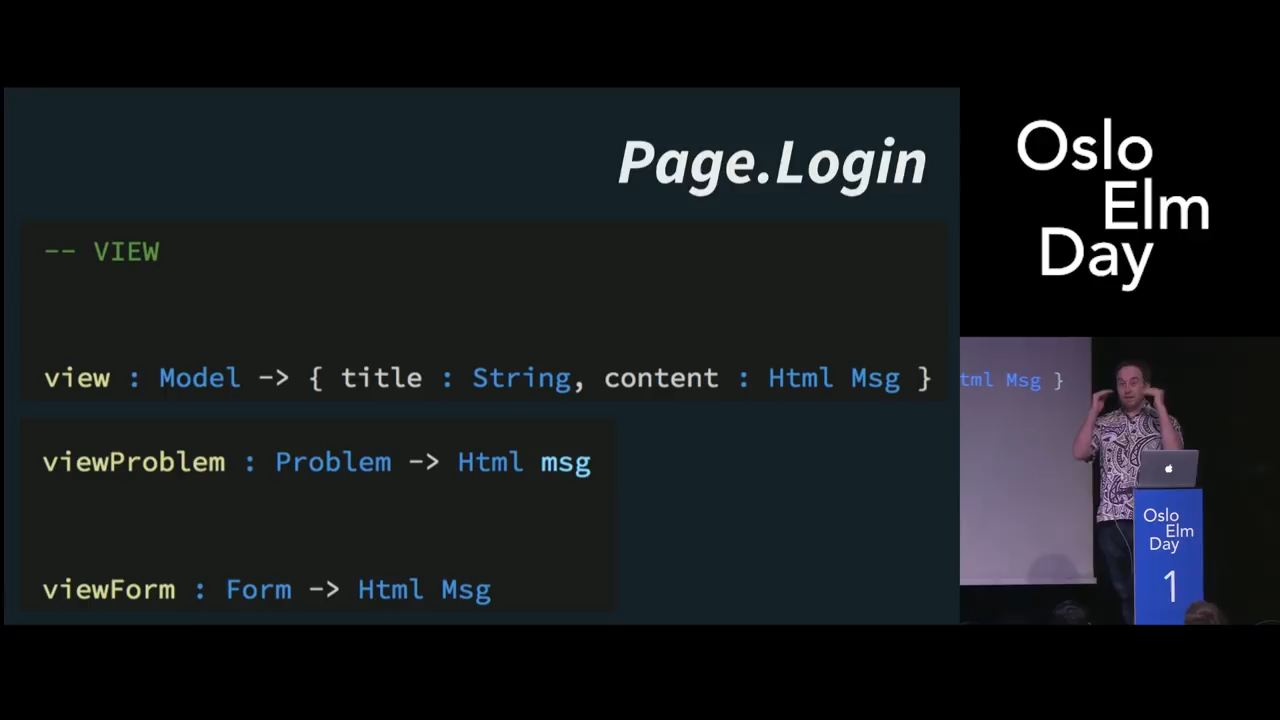 Page.Login
-- VIEW
view : Model -> { title : String, content : Html Msg }
viewProblem : Problem -> Html msg
viewForm : Form -> Html Msg
Oslo
Elm
Day
tml Msg }
Oslo
Elm
Day
1